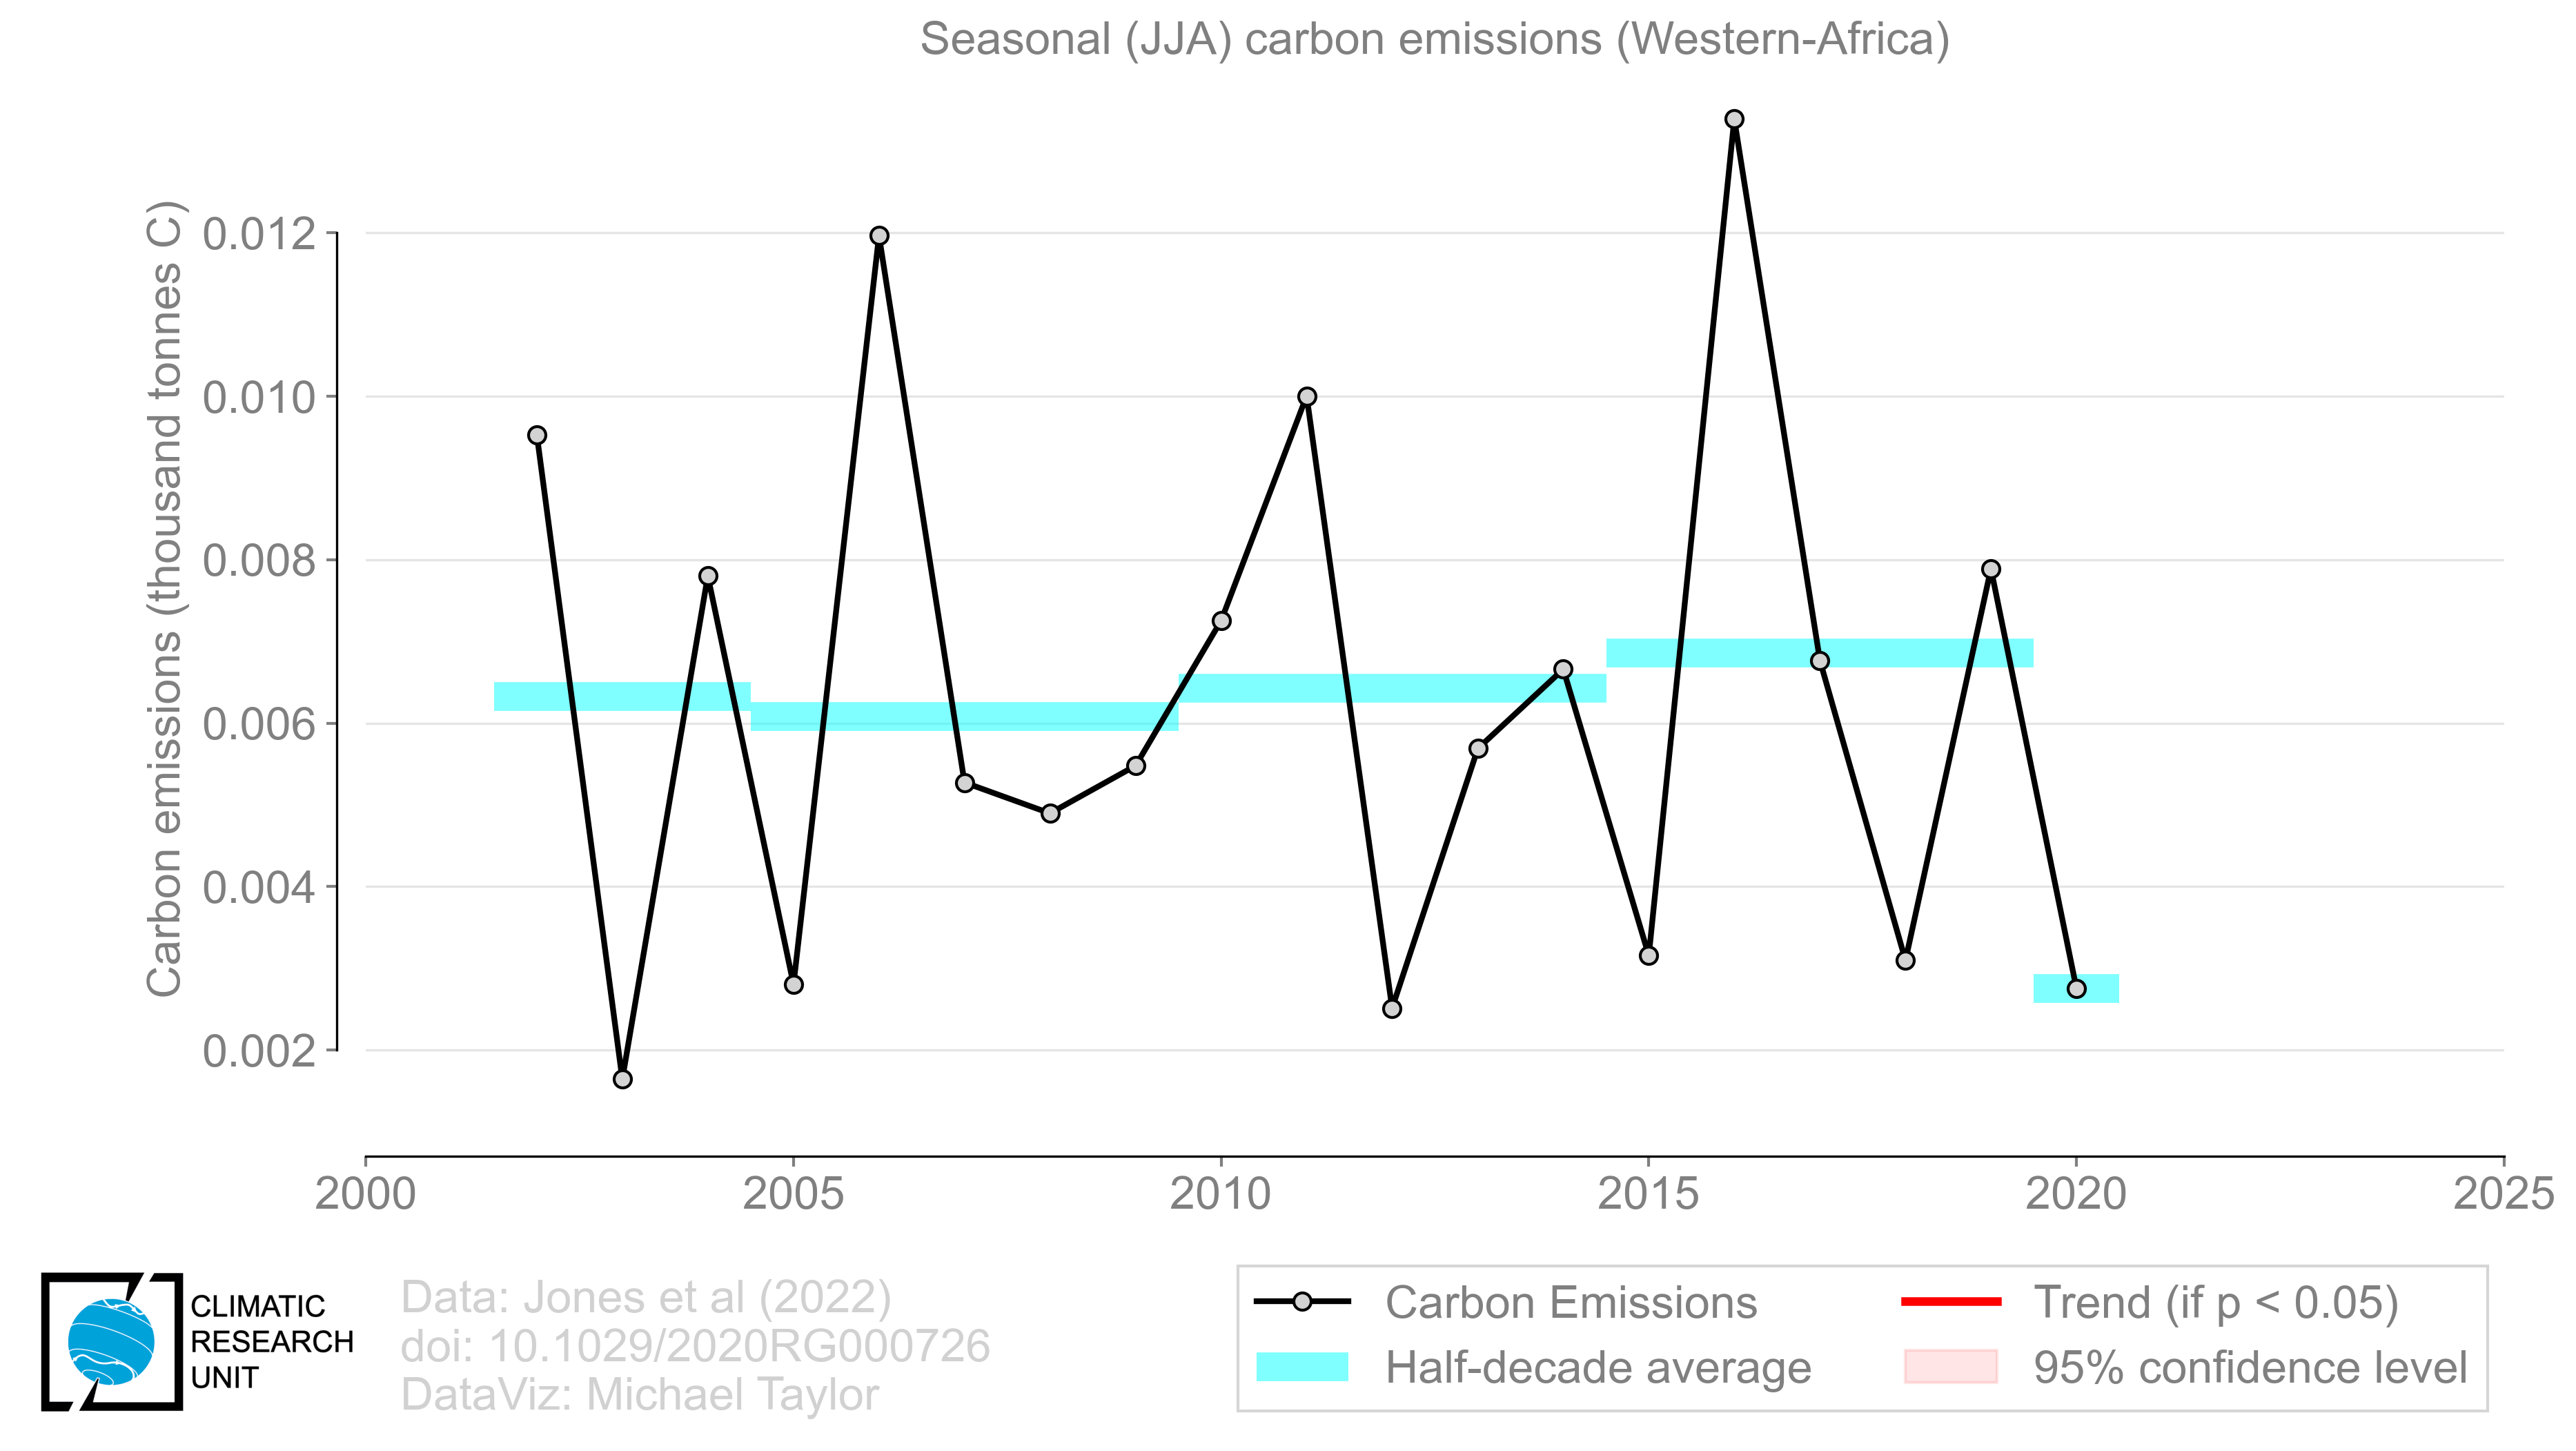 Seasonal (JJA) carbon emissions (Western-Africa)
Carbon emissions (thousand tonnes C)
0.012
0.010
0.008
0.006
0.004
0.002
2000 2005 2010 2015 2020 2025
CLIMATIC
RESEARCH
UNIT
Data: Jones et al (2022)
doi: 10.1029/2020RG000726
DataViz: Michael Taylor
Carbon Emissions
Half-decade average
Trend (if p < 0.05)
95% confidence level